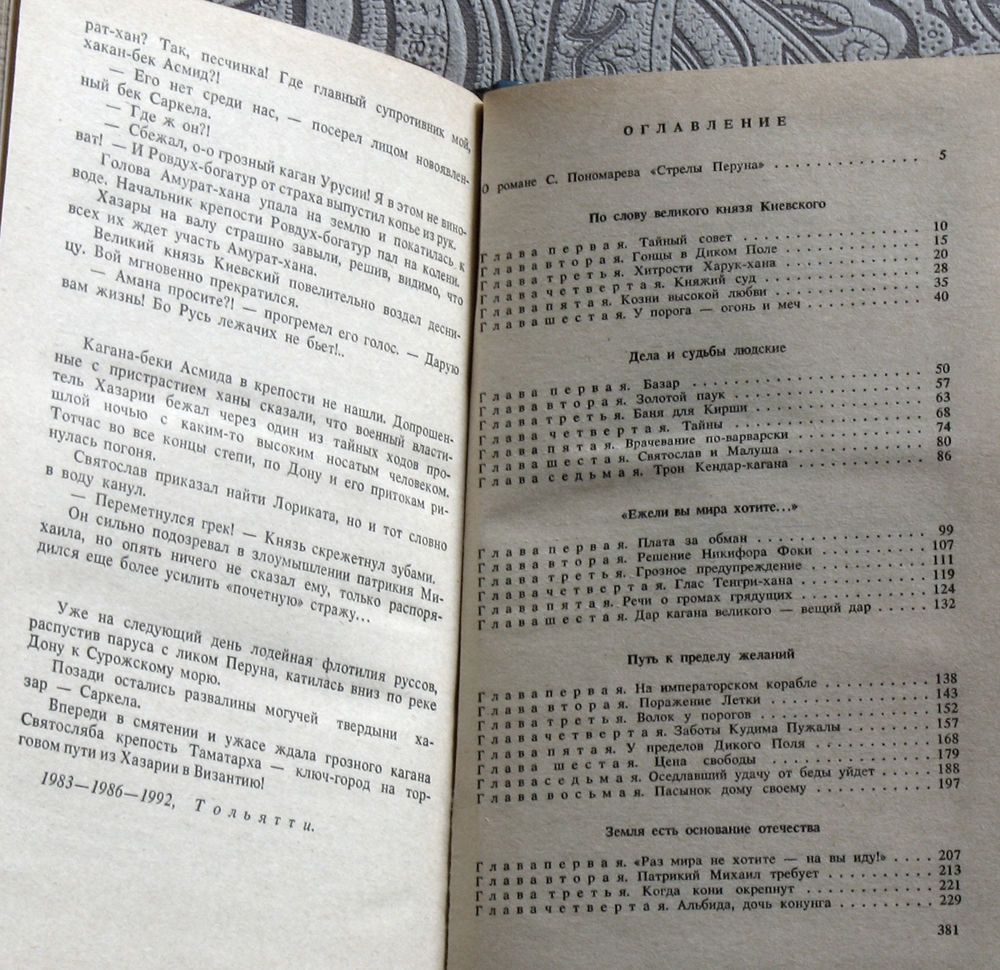 рат-хан? Так, песчинка! Где главный супротивник мой,
хакан-бек Асмид?!
— Его нет среди нас, — посерел лицом новоявлен-
ный бек Саркела.
— Где ж он?!
— Сбежал, о-о грозный каган Урусии! Я в этом не вино-
ват! — И Ровдух-богатур от страха выпустил копье из рук.
Голова Амурат-хана упала на землю и покатилась к
воде. Начальник крепости Ровдух-богатур пал на колени.
Хазары на валу страшно завыли, решив, видимо, что
всех их ждет участь Амурат-хана.
Великий князь Киевский повелительно воздел десни-
цу. Вой мгновенно прекратился.
— Амана просите?! — прогремел его голос. — Дарую
вам жизнь! Бо Русь лежачих не бьет!..
Кагана-беки Асмида в крепости не нашли. Допрошен-
ные с пристрастием ханы сказали, что военный власти-
тель Хазарии бежал через один из тайных ходов про-
шлой ночью с каким-то высоким носатым человеком.
Тотчас во все концы степи, по Дону и его притокам ри-
нулась погоня.
Святослав приказал найти Лориката, но и тот словно
в воду канул.
— Переметнулся грек! — Князь скрежетнул зубами.
Он сильно подозревал в злоумышлении патрикия Ми-
хаила, но опять ничего не сказал ему, только распоря-
дился еще более усилить «почетную» стражу...
Уже на следующий день лодейная флотилия руссов,
распустив паруса с ликом Перуна, катилась вниз по реке
Дону к Сурожскому морю.
Позади остались развалины могучей твердыни ха-
зар — Саркела.
Впереди в смятении и ужасе ждала грозного кагана
Святосляба крепость Таматарха — ключ-город на тор-
говом пути из Хазарии в Византию!
1983—1986—1992, Тольятти.
ОГЛАВЛЕНИЕ
О романе С. Пономарева «Стрелы Перуна» . . . . . . . . . . . . 5
По слову великого князя Киевского
Глава первая. Тайный совет . . . . . . . . . . . . 10
Глава вторая. Гонцы в Диком Поле . . . . . . . . . . . . 15
Глава третья. Хитрости Харук-хана . . . . . . . . . . . . 20
Глава четвертая. Княжий суд . . . . . . . . . . . . 28
Глава пятая. Козни высокой любви . . . . . . . . . . . . 35
Глава шестая. У порога — огонь и меч . . . . . . . . . . . . 40
Дела и судьбы людские
Глава первая. Базар . . . . . . . . . . . . 50
Глава вторая. Золотой паук . . . . . . . . . . . . 57
Глава третья. Баня для Кирши . . . . . . . . . . . . 63
Глава четвертая. Тайны . . . . . . . . . . . . 68
Глава пятая. Врачевание по-варварски . . . . . . . . . . . . 74
Глава шестая. Святослав и Малуша . . . . . . . . . . . . 80
Глава седьмая. Трон Кендар-кагана . . . . . . . . . . . . 86
«Ежели вы мира хотите...»
Глава первая. Плата за обман . . . . . . . . . . . . 99
Глава вторая. Решение Никифора Фоки . . . . . . . . . . . . 107
Глава третья. Грозное предупреждение . . . . . . . . . . . . 111
Глава четвертая. Глас Тенгри-хана . . . . . . . . . . . . 119
Глава пятая. Речи о громах грядущих . . . . . . . . . . . . 124
Глава шестая. Дар кагана великого — вещий дар . . . . . . . . 132
Путь к пределу желаний
Глава первая. На императорском корабле . . . . . . . . . . . . 138
Глава вторая. Поражение Летки . . . . . . . . . . . . 143
Глава третья. Волок у порогов . . . . . . . . . . . . 152
Глава четвертая. Заботы Кудима Пужалы . . . . . . . . . . . . 157
Глава пятая. У пределов Дикого Поля . . . . . . . . . . . . 168
Глава шестая. Цена свободы . . . . . . . . . . . . 179
Глава седьмая. Оседлавший удачу от беды уйдет . . . . . . . . 188
Глава восьмая. Пасынок дому своему . . . . . . . . . . . . 197
Земля есть основание отечества
Глава первая. «Раз мира не хотите — на вы иду!» . . . . 207
Глава вторая. Патрикий Михаил требует . . . . . . . . . . . . 213
Глава третья. Когда кони окрепнут . . . . . . . . . . . . 221
Глава четвертая. Альбида, дочь конунга . . . . . . . . . . . . 229
381